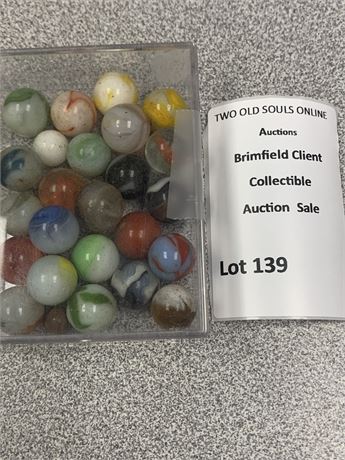 TWO OLD SOULS ONLINE
Auctions
Brimfield Client
Collectible
Auction Sale
Lot 139